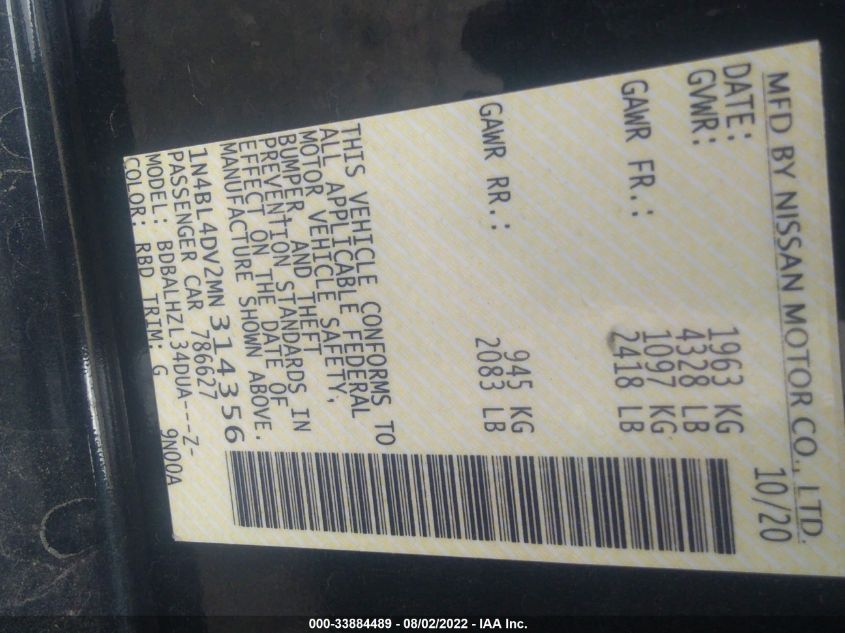 MFD BY NISSAN MOTOR CO., LTD.
DATE: 10/20
GVWR: 1963 KG
4328 LB
GAWR FR.: 1097 KG
2418 LB
GAWR RR.: 945 KG
2083 LB
THIS VEHICLE CONFORMS TO
ALL APPLICABLE FEDERAL
MOTOR VEHICLE SAFETY,
BUMPER AND THEFT
PREVENTION STANDARDS IN
EFFECT ON THE DATE OF
MANUFACTURE SHOWN ABOVE.
1N4BL4DV2MN314356
PASSENGER CAR 786627
MODEL: BDBALHZL34DUA---Z-
COLOR: RBD TRIM: G 9N00A
000-33884489 - 08/02/2022 - IAA Inc.